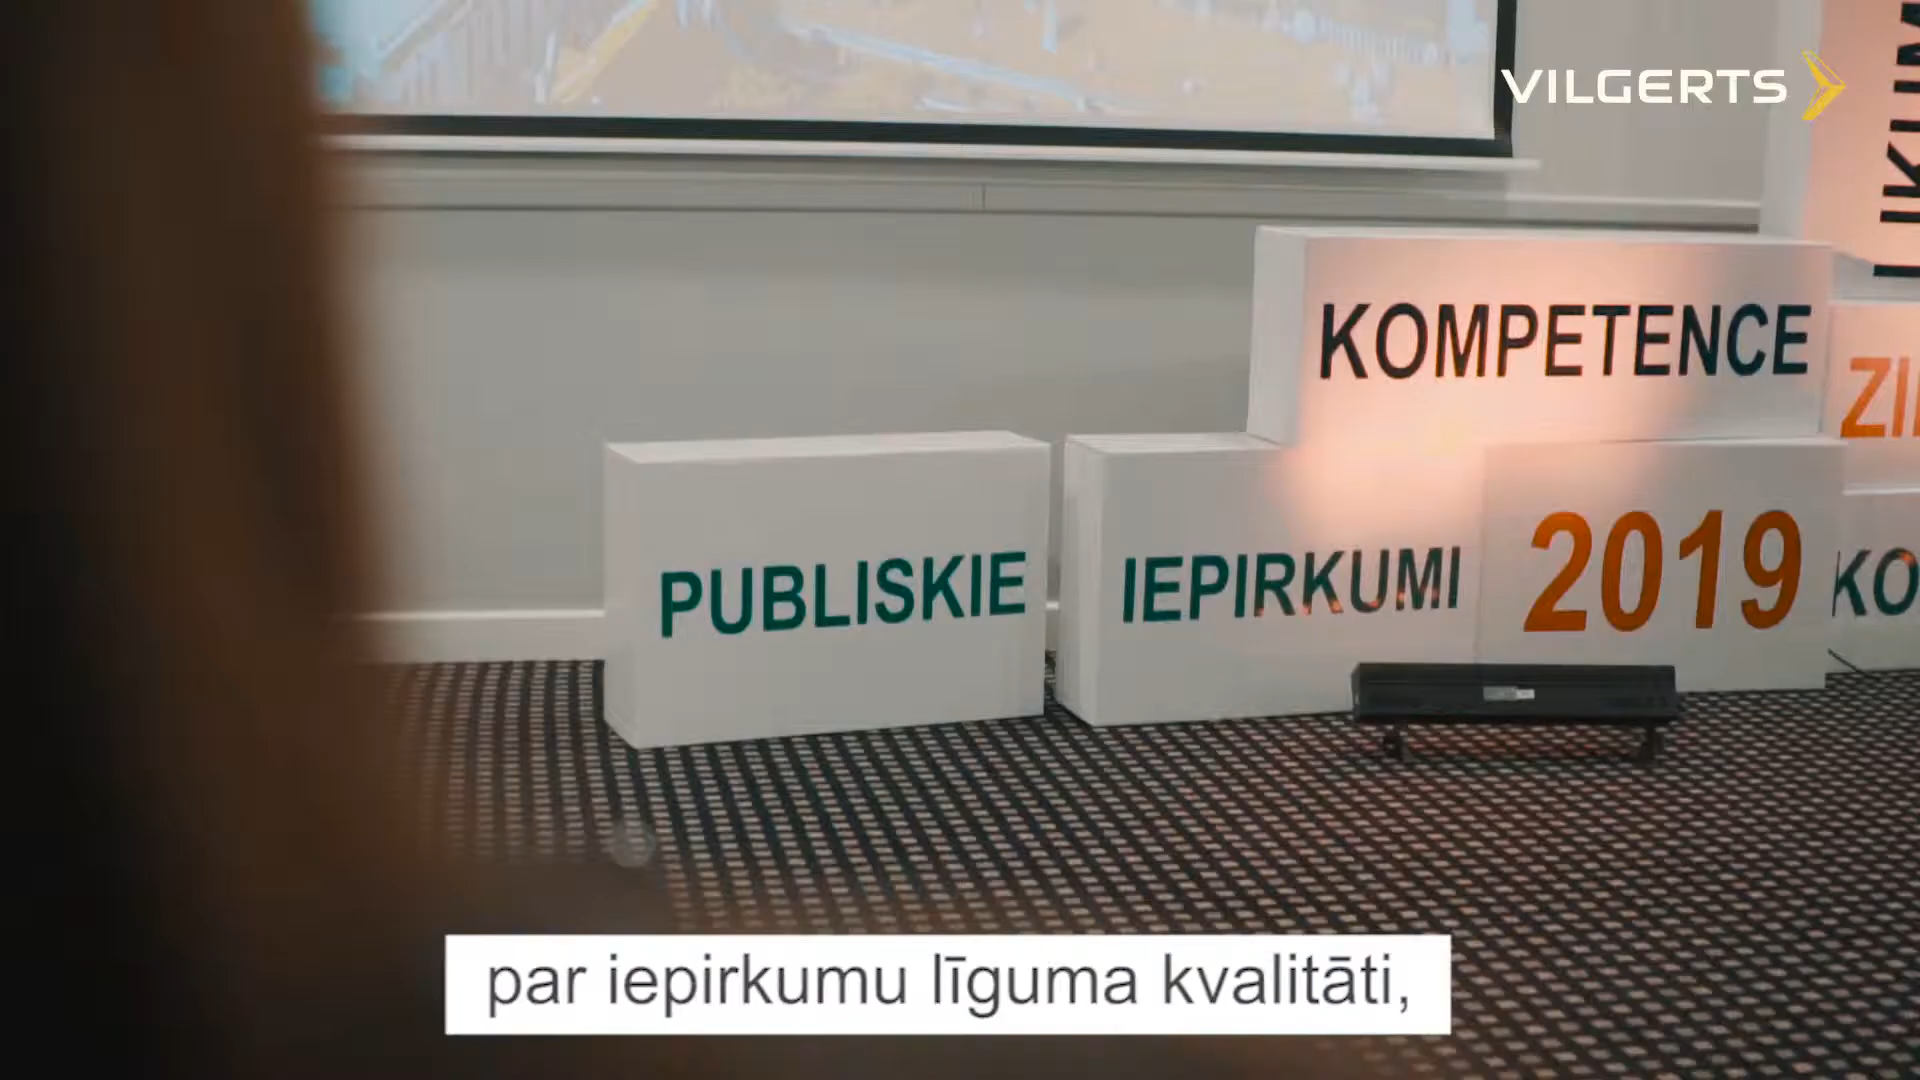 VILGERTS
KOMPETENCE
PUBLISKIE
IEPIRKUMI
2019
par iepirkumu līguma kvalitāti,